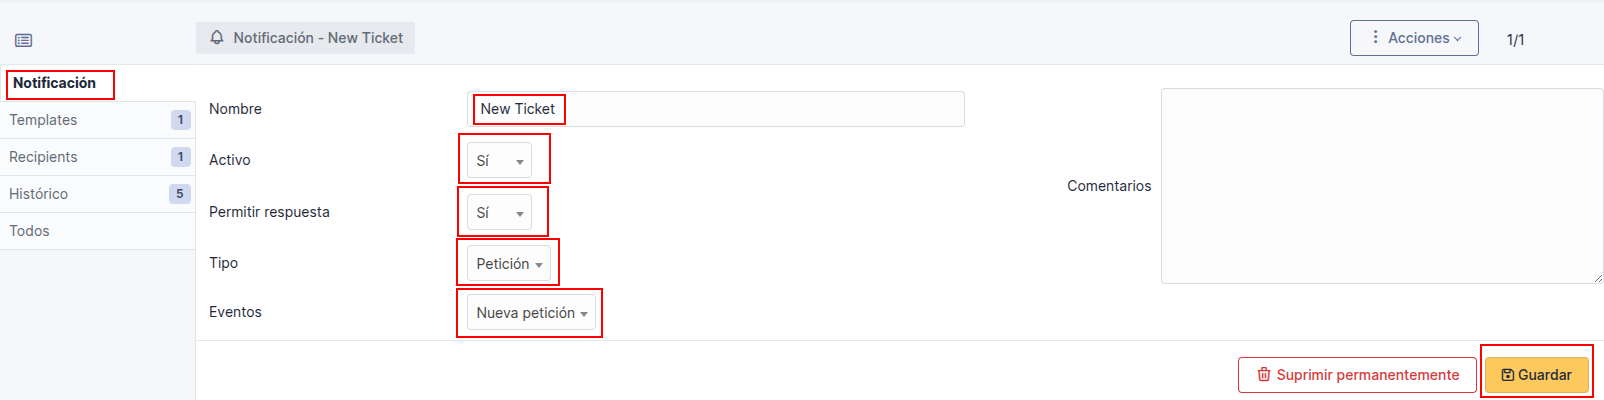 Notificación - New Ticket
Acciones
1/1
Notificación
Templates 1
Recipients 1
Histórico 5
Todos
Nombre New Ticket
Activo Sí
Permitir respuesta Sí
Tipo Petición
Eventos Nueva petición
Comentarios
Suprimir permanentemente
Guardar